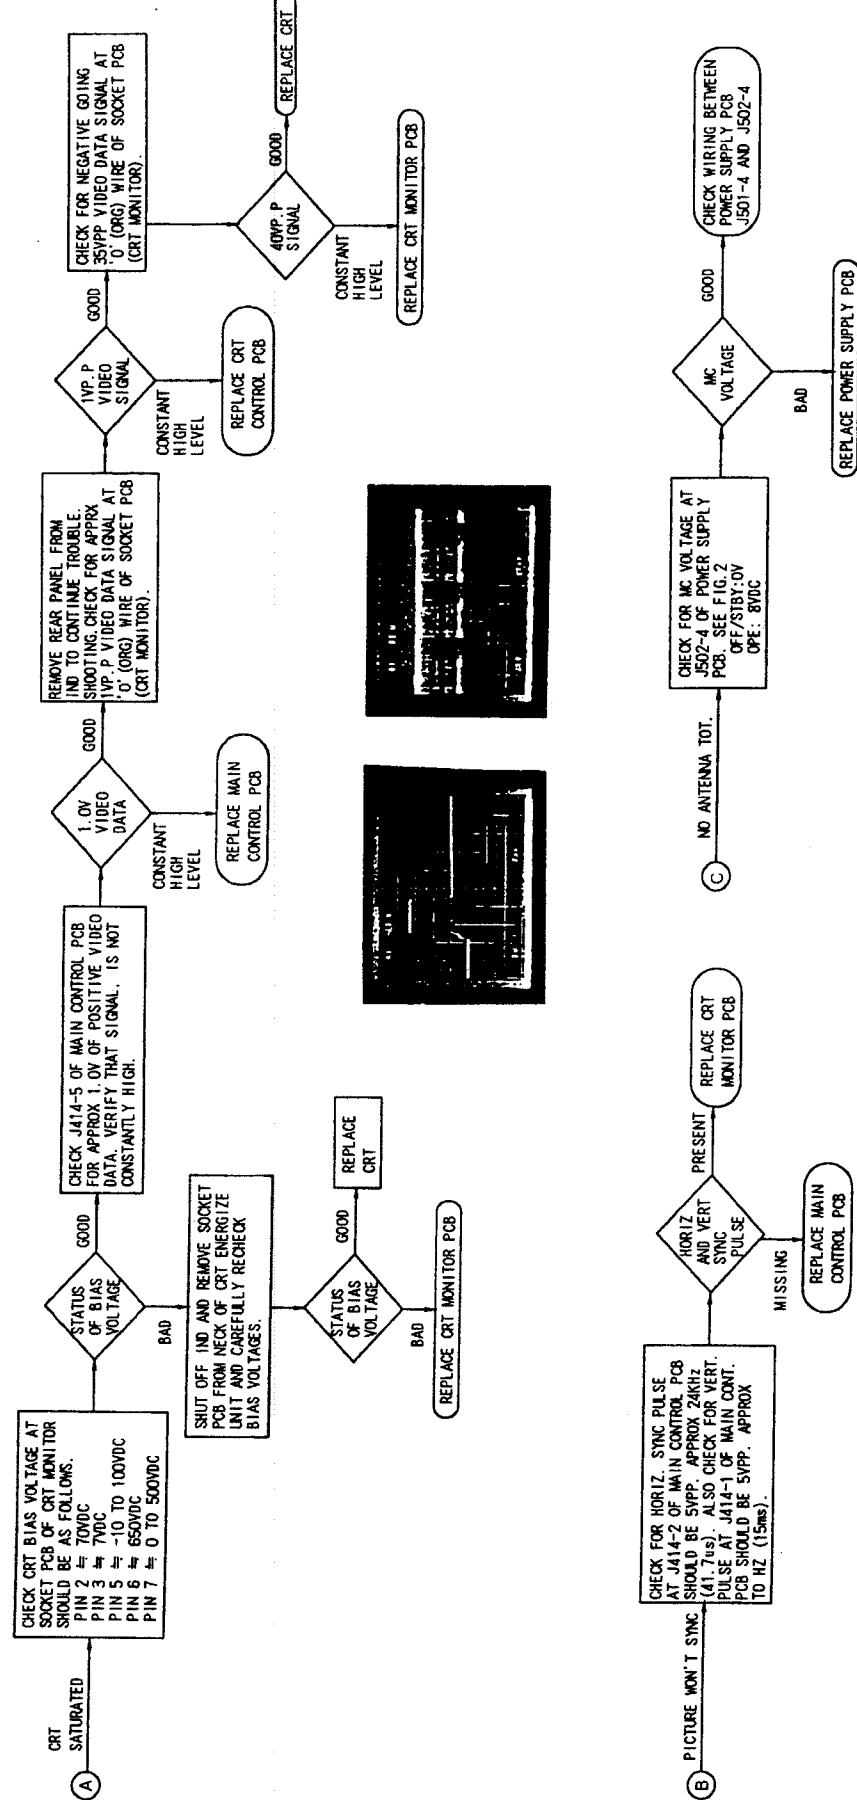 A
CRT
SATURATED
CHECK CRT BIAS VOLTAGE AT
SOCKET PCB OF CRT MONITOR
SHOULD BE AS FOLLOWS.
PIN 2 ≒ 70VDC
PIN 3 ≒ 7VDC
PIN 5 ≒ -10 TO 100VDC
PIN 6 ≒ 650VDC
PIN 7 ≒ 0 TO 500VDC
STATUS
OF BIAS
VOLTAGE
GOOD
BAD
SHUT OFF IND AND REMOVE SOCKET
PCB FROM NECK OF CRT ENERGIZE
UNIT AND CAREFULLY RECHECK
BIAS VOLTAGES.
STATUS
OF BIAS
VOLTAGE
GOOD
REPLACE
CRT
BAD
REPLACE CRT MONITOR PCB
CHECK J414-5 OF MAIN CONTROL PCB
FOR APPROX 1.0V OF POSITIVE VIDEO
DATA. VERIFY THAT SIGNAL, IS NOT
CONSTANTLY HIGH.
1.0V
VIDEO
DATA
GOOD
CONSTANT
HIGH
LEVEL
REPLACE MAIN
CONTROL PCB
REMOVE REAR PANEL FROM
IND TO CONTINUE TROUBLE.
SHOOTING.CHECK FOR APPRX
1VP.P VIDEO DATA SIGNAL AT
'O' (ORG) WIRE OF SOCKET PCB
(CRT MONITOR).
1VP.P
VIDEO
SIGNAL
GOOD
CONSTANT
HIGH
LEVEL
REPLACE CRT
CONTROL PCB
CHECK FOR NEGATIVE GOING
35VPP VIDEO DATA SIGNAL AT
'O' (ORG) WIRE OF SOCKET PCB
(CRT MONITOR).
40VP.P
SIGNAL
GOOD
REPLACE CRT
CONSTANT
HIGH
LEVEL
REPLACE CRT MONITOR PCB
B
PICTURE WON'T SYNC
CHECK FOR HORIZ. SYNC PULSE
AT J414-2 OF MAIN CONTROL PCB
SHOULD BE 5VPP. APPROX 24KHz
(41.7us). ALSO CHECK FOR VERT.
PULSE AT J414-1 OF MAIN CONT.
PCB SHOULD BE 5VPP. APPROX
TO HZ (15ms).
HORIZ
AND VERT
SYNC
PULSE
PRESENT
REPLACE CRT
MONITOR PCB
MISSING
REPLACE MAIN
CONTROL PCB
C
NO ANTENNA TOT.
CHECK FOR MC VOLTAGE AT
J502-4 OF POWER SUPPLY
PCB. SEE FIG.2
OFF/STBY:0V
OPE: 8VDC
MC
VOLTAGE
GOOD
CHECK WIRING BETWEEN
POWER SUPPLY PCB
J501-4 AND J502-4
BAD
REPLACE POWER SUPPLY PCB